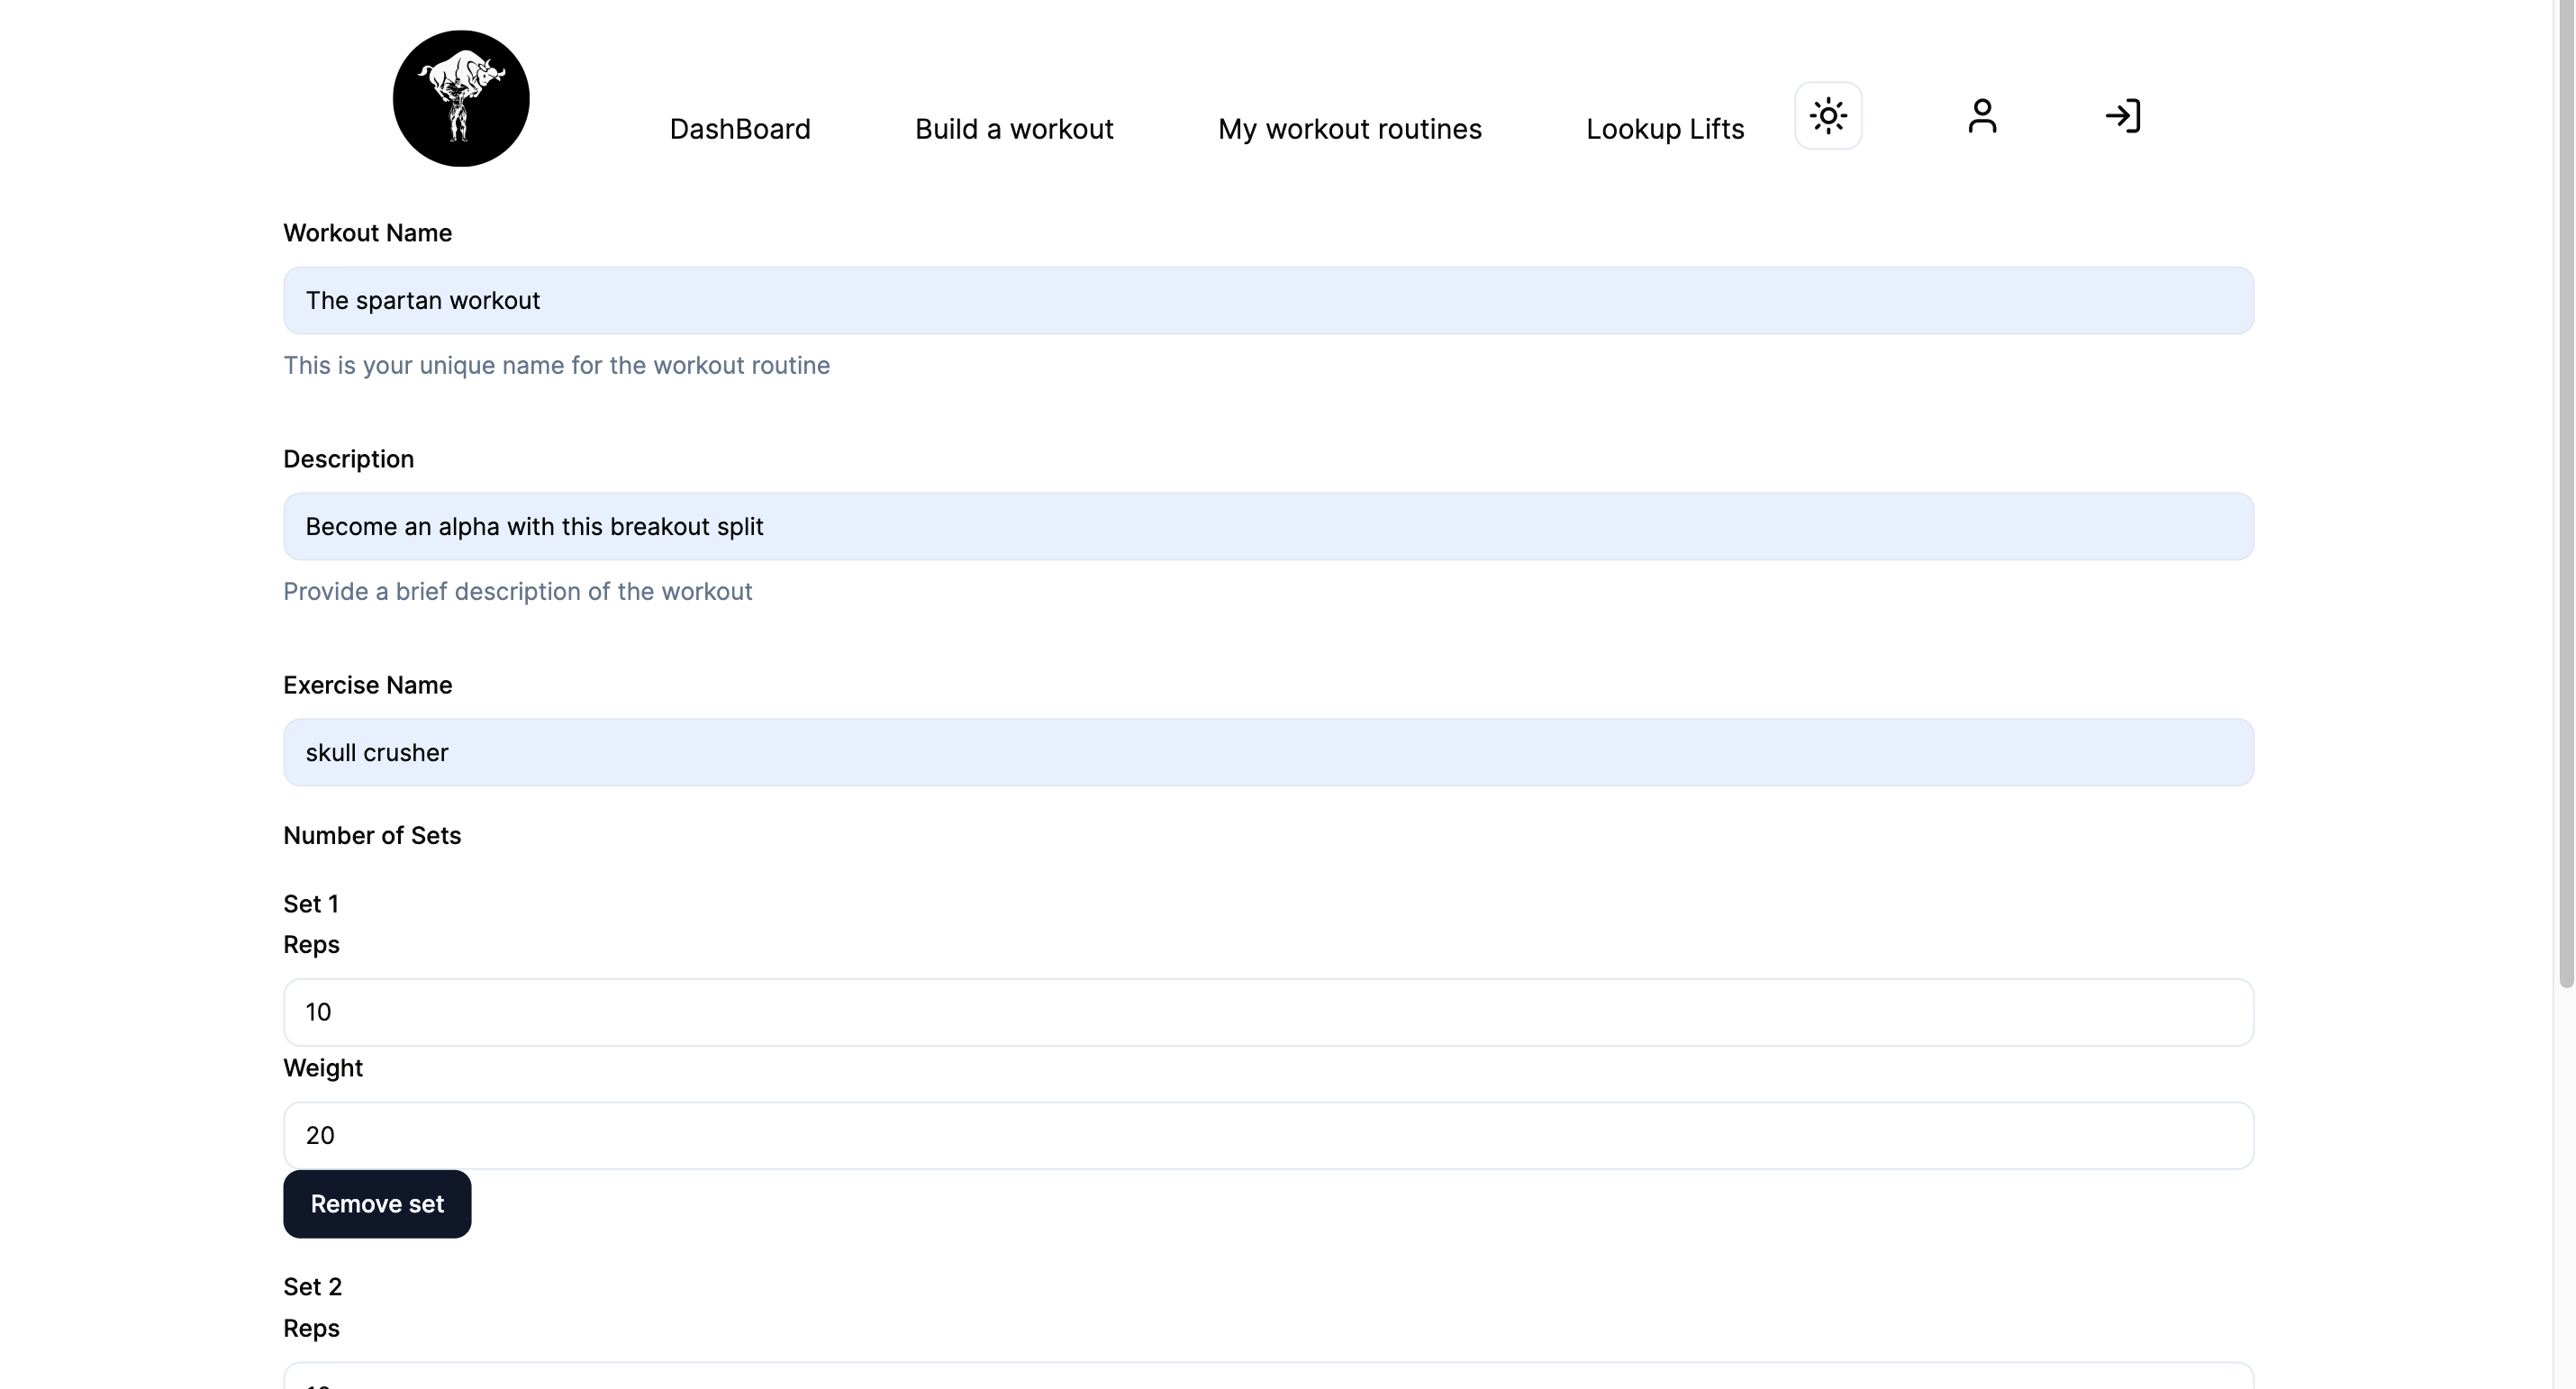 DashBoard Build a workout My workout routines Lookup Lifts
Workout Name
The spartan workout
This is your unique name for the workout routine
Description
Become an alpha with this breakout split
Provide a brief description of the workout
Exercise Name
skull crusher
Number of Sets
Set 1
Reps
10
Weight
20
Remove set
Set 2
Reps